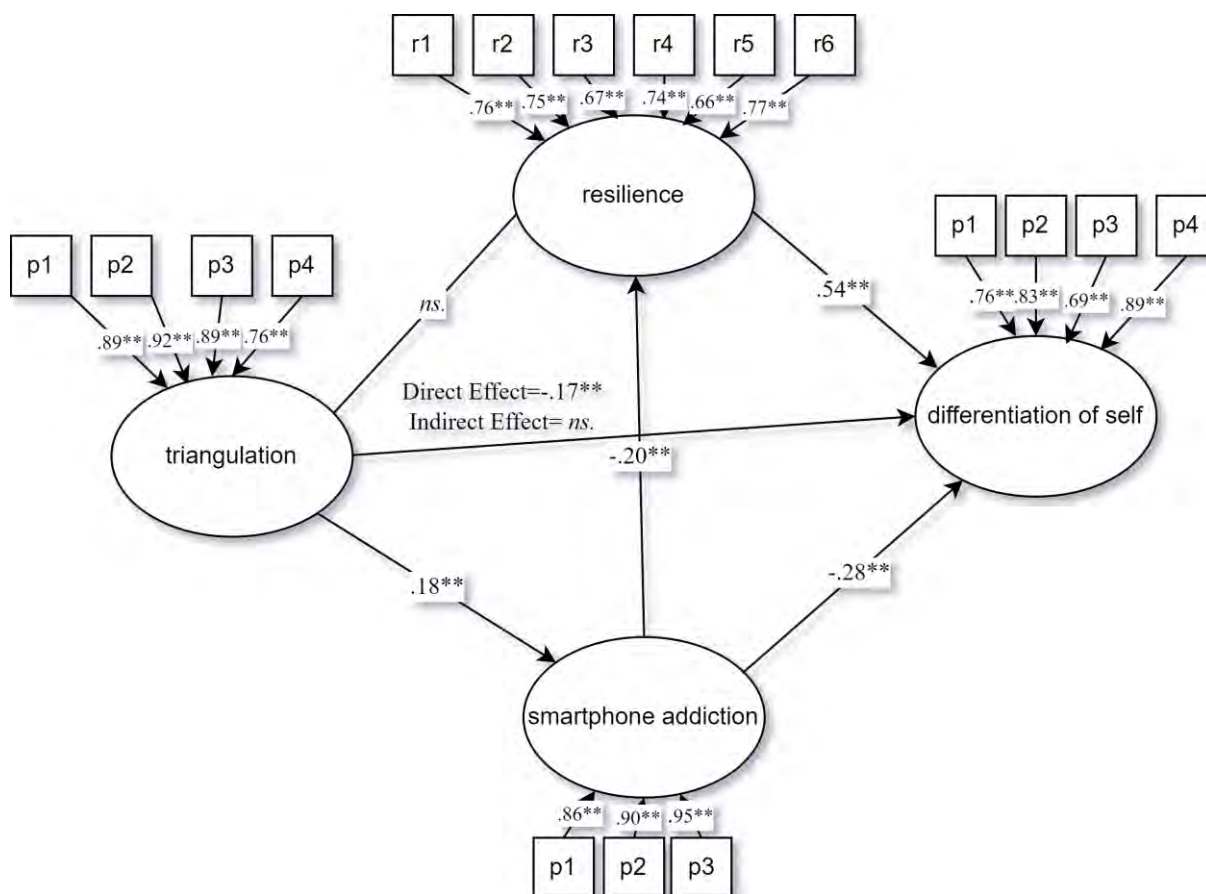 r1 r2 r3 r4 r5 r6
.76** .75** .67** .74** .66** .77**
resilience
p1 p2 p3 p4
.89** .92** .89** .76**
triangulation
p1 p2 p3 p4
.76** .83** .69** .89**
differentiation of self
ns.
.54**
Direct Effect=-.17**
Indirect Effect= ns.
-.20**
.18**
-.28**
smartphone addiction
.86** .90** .95**
p1 p2 p3